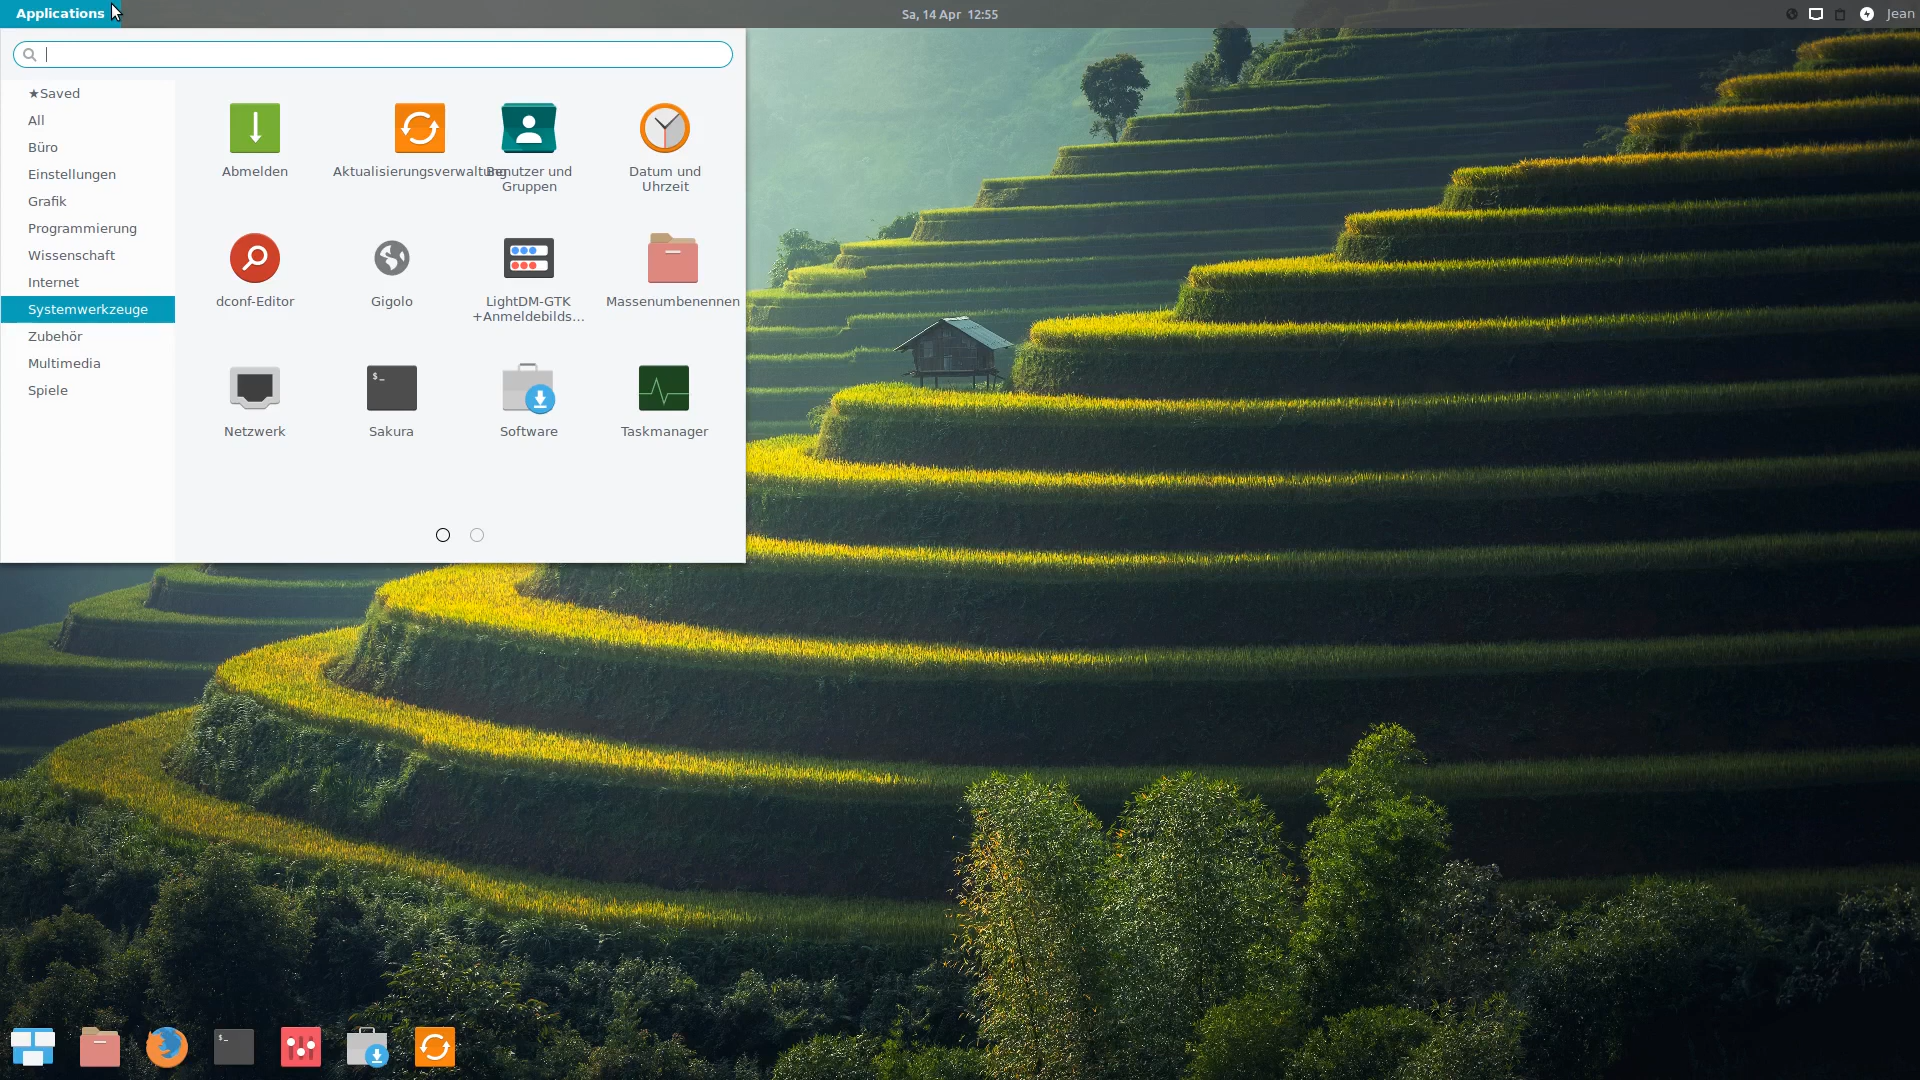 Applications
Sa, 14 Apr 12:55
Jean
★Saved
All
Büro
Einstellungen
Grafik
Programmierung
Wissenschaft
Internet
Systemwerkzeuge
Zubehör
Multimedia
Spiele
Abmelden
Aktualisierungsverwaltung
Benutzer und
Gruppen
Datum und
Uhrzeit
dconf-Editor
Gigolo
LightDM-GTK
+Anmeldebilds...
Massenumbenennen
$_
Netzwerk
Sakura
Software
Taskmanager
$_